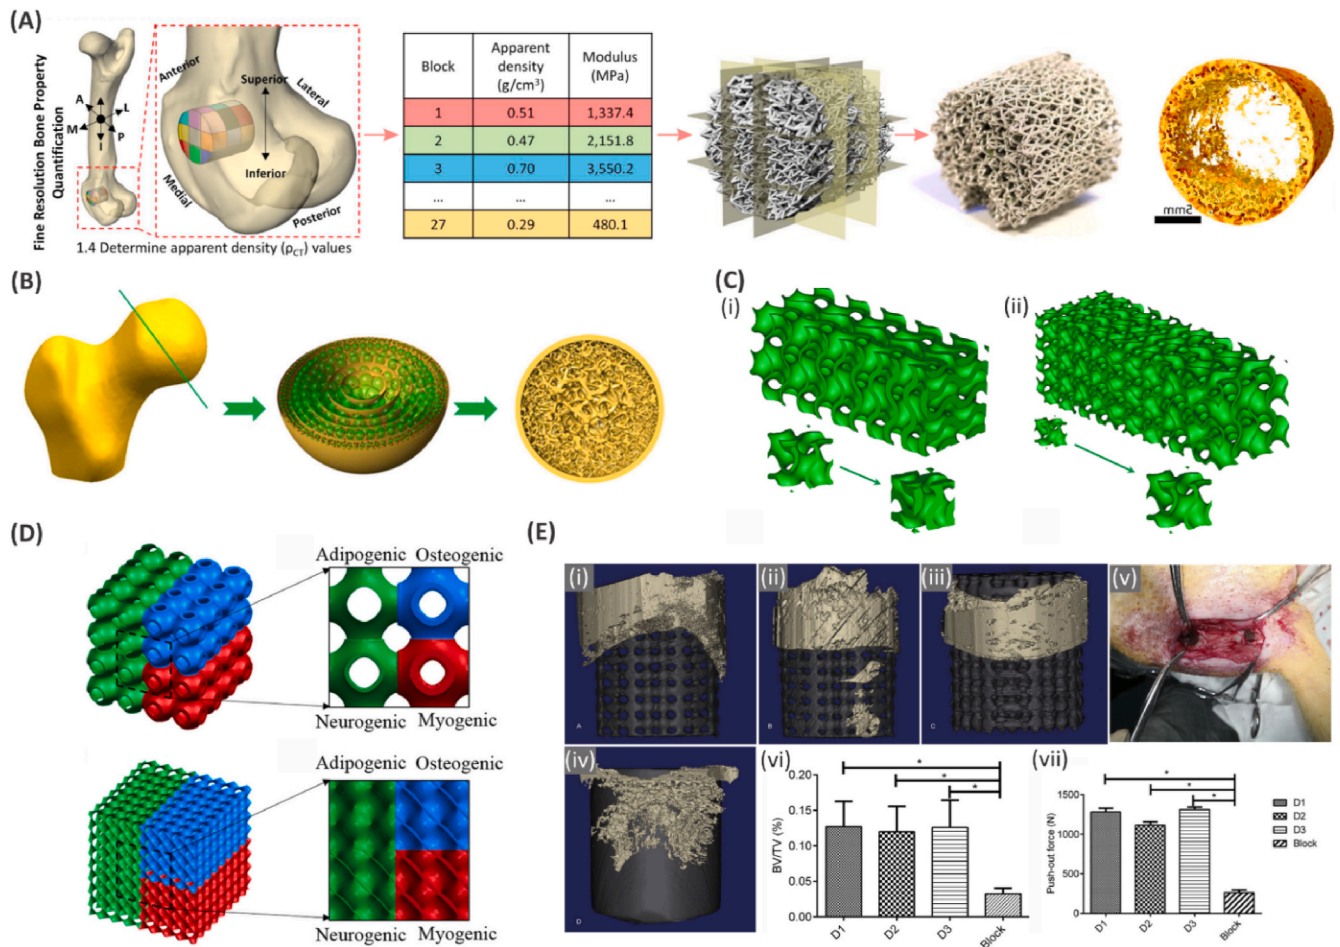 (A)
Fine Resolution Bone Property
Quantification
A
L
M
P
I
Anterior
Superior
Lateral
Inferior
Medial
Posterior
1.4 Determine apparent density (ρCT) values
Block Apparent density (g/cm³) Modulus (MPa)
1 0.51 1,337.4
2 0.47 2,151.8
3 0.70 3,550.2
... ... ...
27 0.29 480.1
5mm
(B)
(C)
(i)
(ii)
(D)
Adipogenic Osteogenic
Neurogenic Myogenic
Adipogenic Osteogenic
Neurogenic Myogenic
(E)
(i)
(ii)
(iii)
(v)
A
B
C
(iv)
D
(vi)
BV/TV (%)
0.20
0.15
0.10
0.05
0.00
* * *
D1 D2 D3 Block
(vii)
Push-out force (N)
1500
1000
500
0
* * *
D1 D2 D3 Block
D1
D2
D3
Block